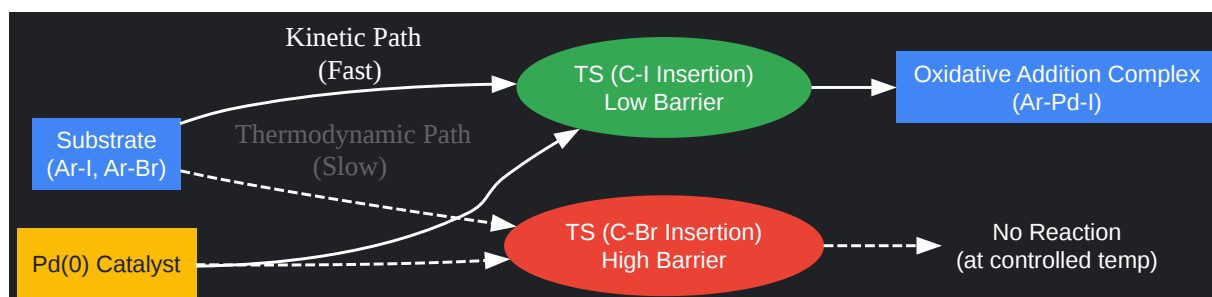 Kinetic Path
(Fast)
TS (C-I Insertion)
Low Barrier
Oxidative Addition Complex
(Ar-Pd-I)
Substrate
(Ar-I, Ar-Br)
Thermodynamic Path
(Slow)
Pd(0) Catalyst
TS (C-Br Insertion)
High Barrier
No Reaction
(at controlled temp)